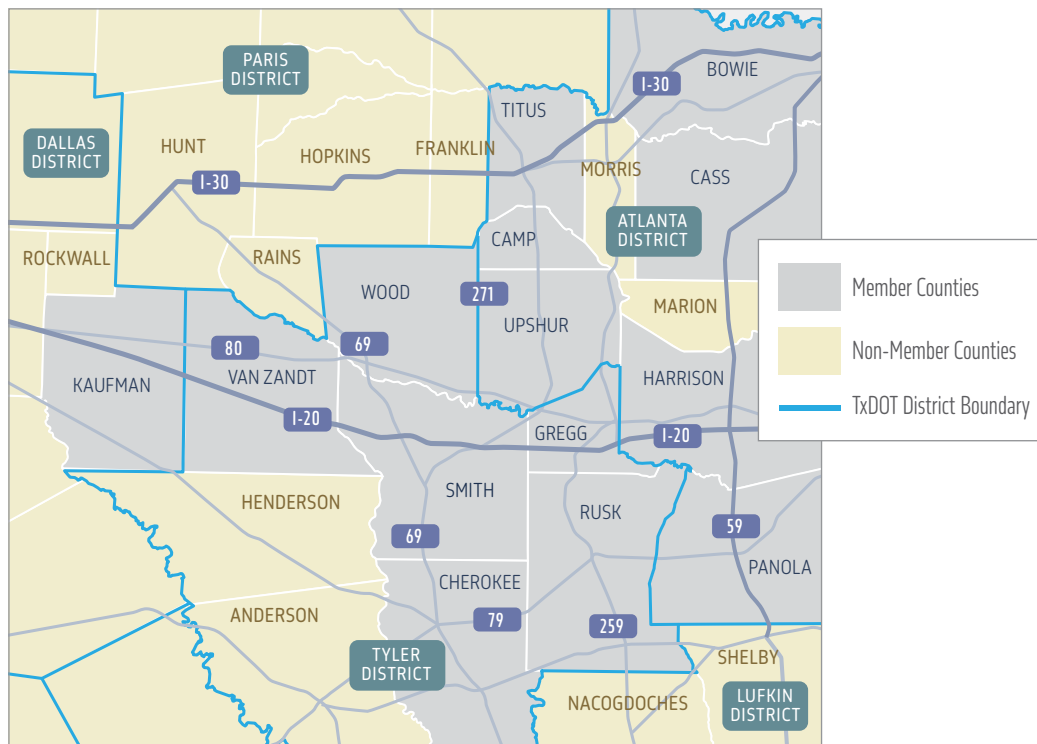 BOWIE
PARIS
DISTRICT
I-30
TITUS
DALLAS
DISTRICT
HUNT
HOPKINS
FRANKLIN
MORRIS
CASS
I-30
ATLANTA
DISTRICT
ROCKWALL
RAINS
CAMP
WOOD
271
MARION
UPSHUR
80
69
KAUFMAN
VAN ZANDT
HARRISON
I-20
GREGG
I-20
HENDERSON
SMITH
RUSK
69
59
CHEROKEE
PANOLA
ANDERSON
79
259
TYLER
DISTRICT
SHELBY
NACOGDOCHES
LUFKIN
DISTRICT
Member Counties
Non-Member Counties
TxDOT District Boundary